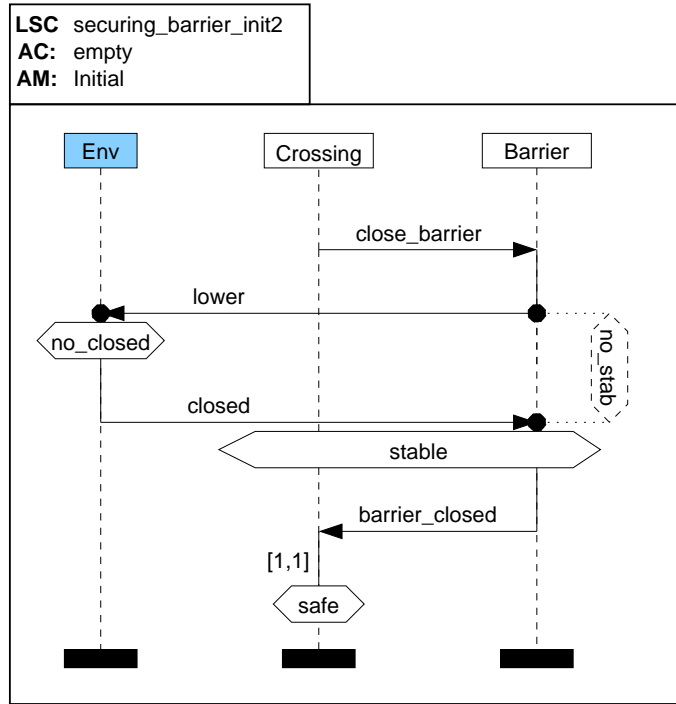 LSC securing_barrier_init2
AC: empty
AM: Initial
Env
Crossing
Barrier
close_barrier
lower
no_closed
no_stab
closed
stable
barrier_closed
[1,1]
safe